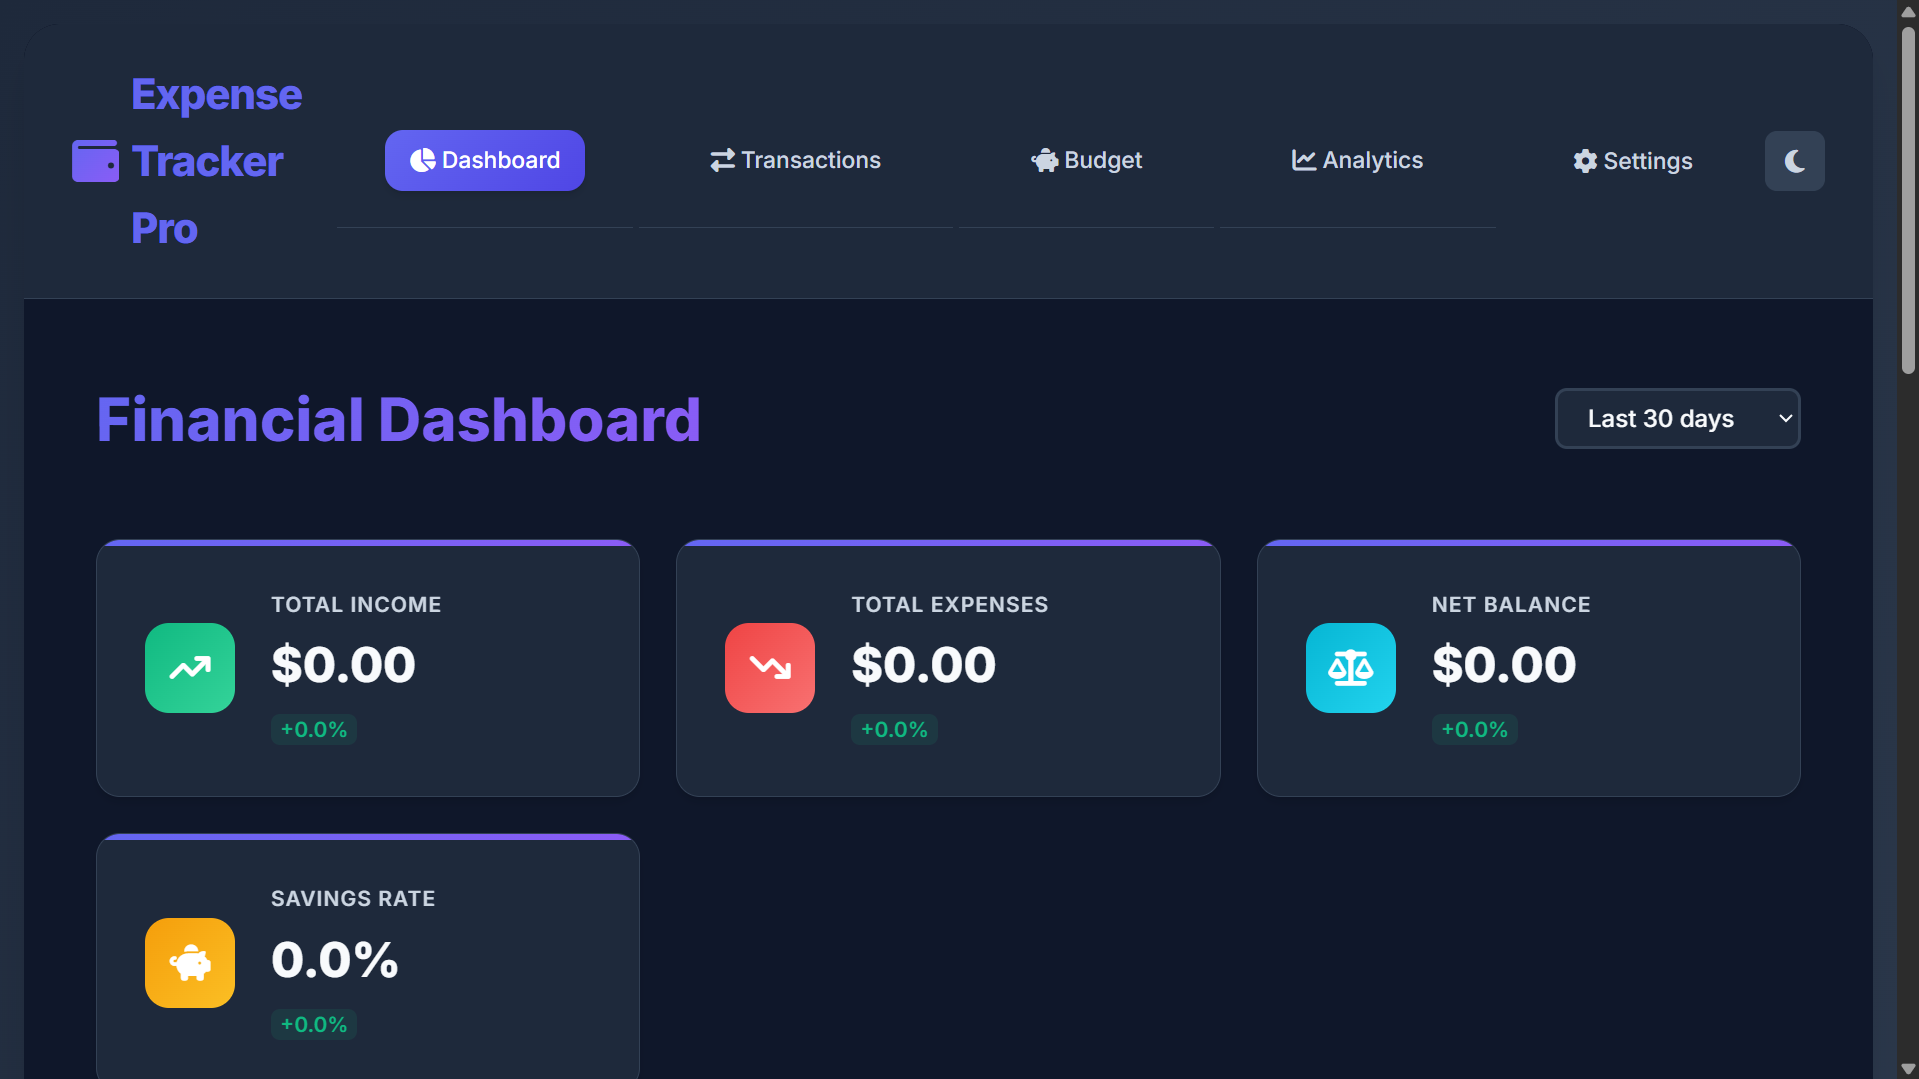 Expense
Tracker
Pro
Dashboard
Transactions
Budget
Analytics
Settings
Financial Dashboard
Last 30 days
TOTAL INCOME
$0.00
+0.0%
TOTAL EXPENSES
$0.00
+0.0%
NET BALANCE
$0.00
+0.0%
SAVINGS RATE
0.0%
+0.0%